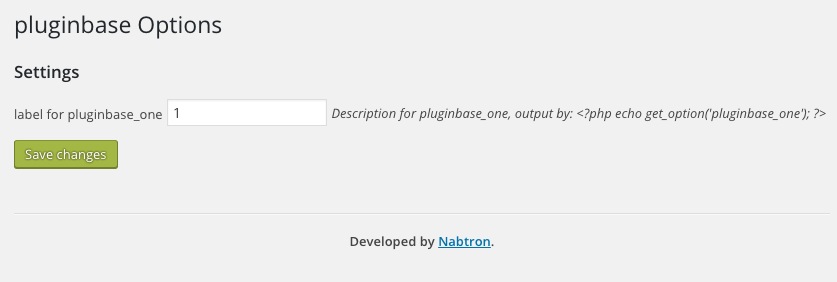 pluginbase Options
Settings
label for pluginbase_one 1 Description for pluginbase_one, output by: <?php echo get_option('pluginbase_one'); ?>
Save changes
Developed by Nabtron.